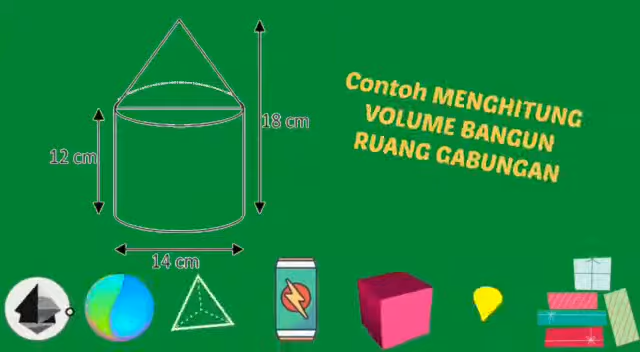 18 cm
12 cm
14 cm
Contoh MENGHITUNG
VOLUME BANGUN
RUANG GABUNGAN